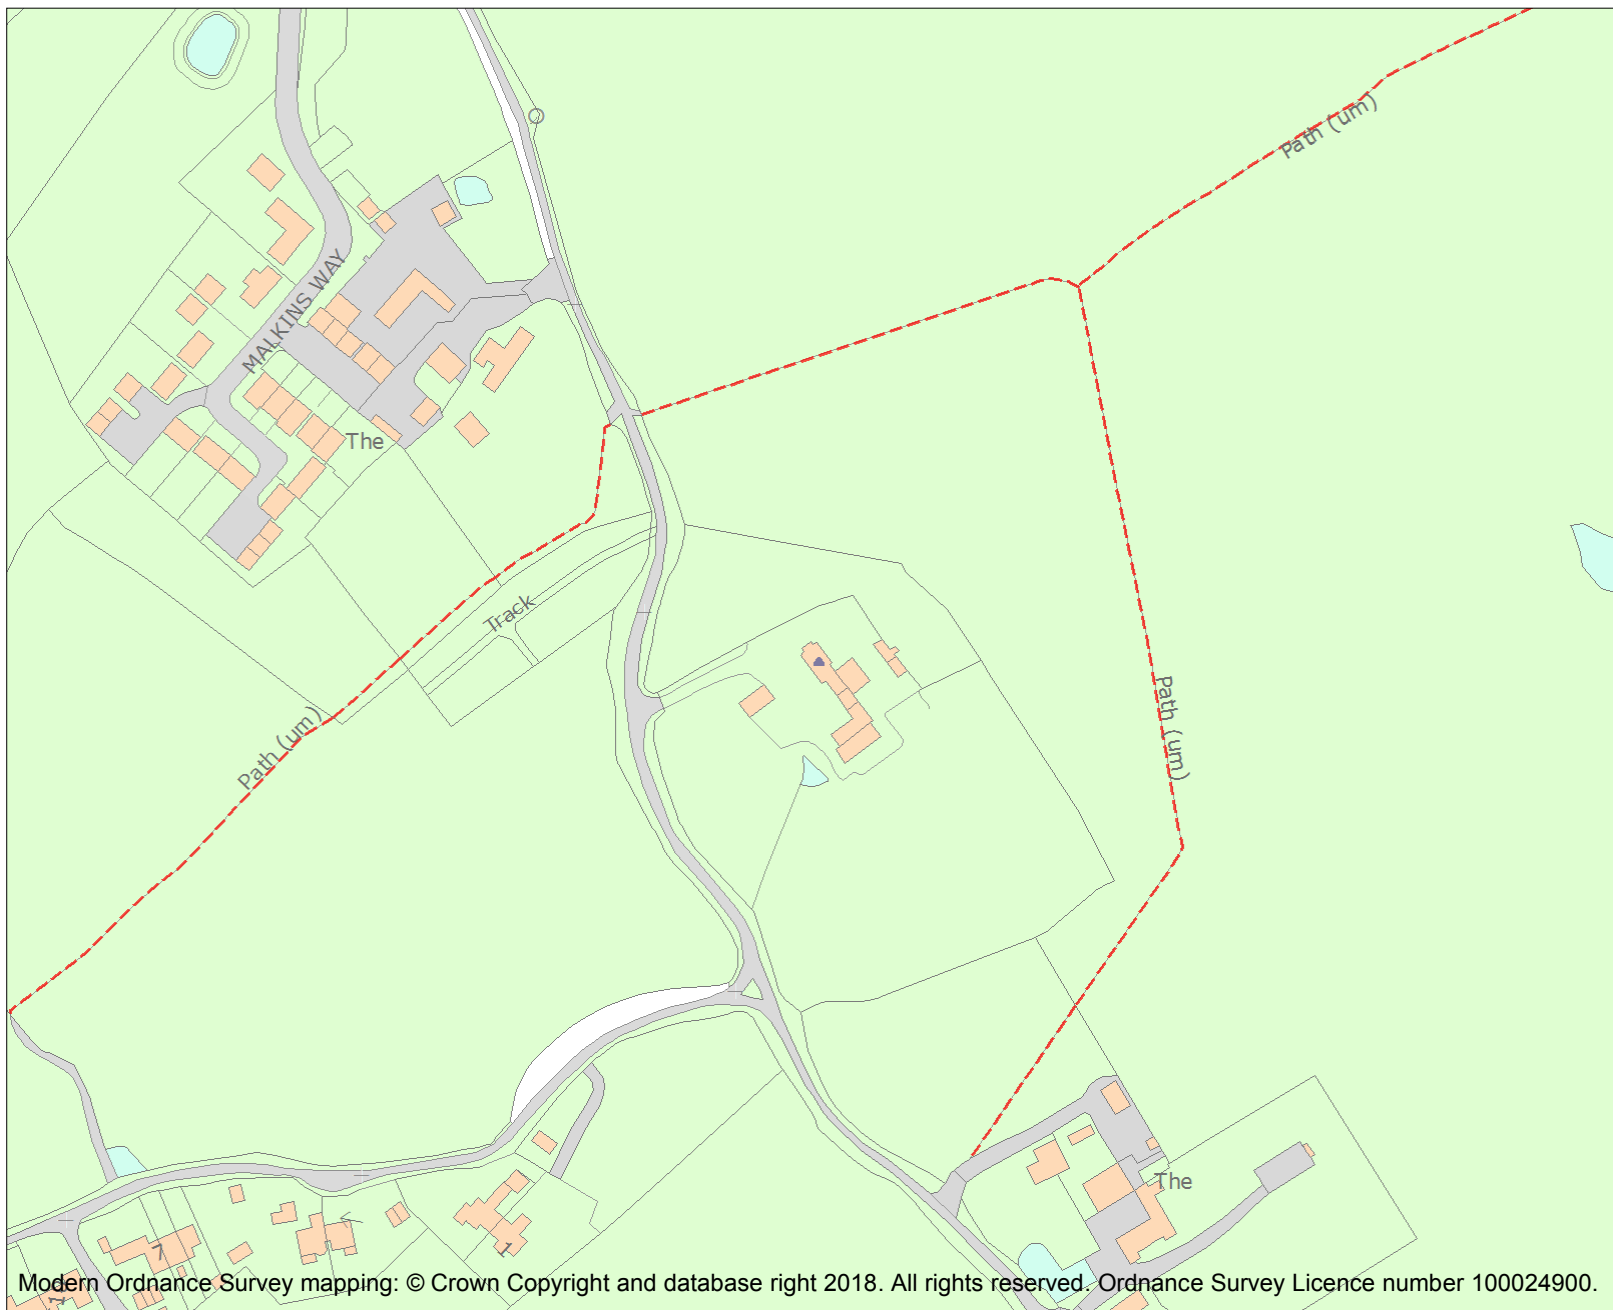 Path (um)
MALKINS WAY
The
Track
Path (um)
Path (um)
The
7
1
Modern Ordnance Survey mapping: © Crown Copyright and database right 2018. All rights reserved. Ordnance Survey Licence number 100024900.